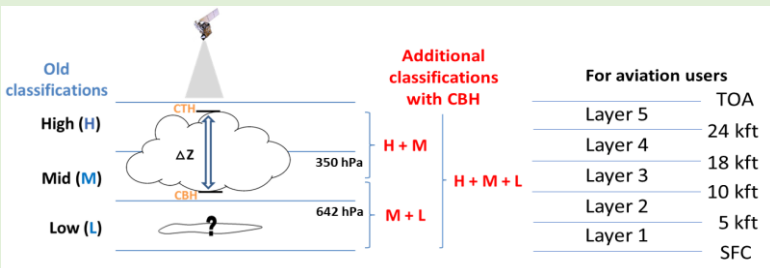 Old
classifications
High (H)
Mid (M)
Low (L)
CTH
ΔZ
CBH
?
350 hPa
642 hPa
Additional
classifications
with CBH
H + M
M + L
H + M + L
For aviation users
TOA
Layer 5
24 kft
Layer 4
18 kft
Layer 3
10 kft
Layer 2
5 kft
Layer 1
SFC